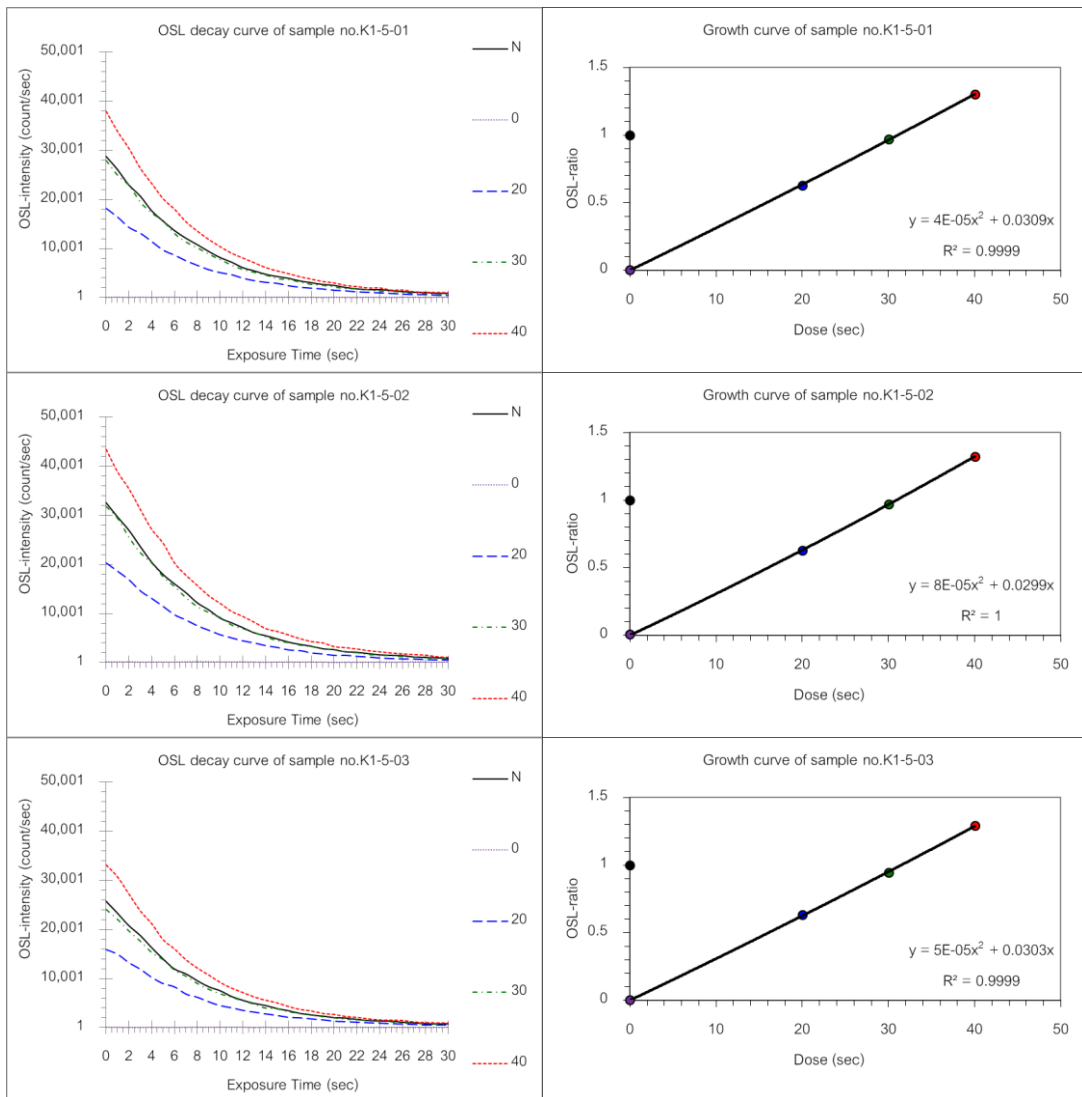 OSL decay curve of sample no.K1-5-01
OSL-intensity (count/sec)
50,001
40,001
30,001
20,001
10,001
1
0 2 4 6 8 10 12 14 16 18 20 22 24 26 28 30
Exposure Time (sec)
N
0
20
30
40
Growth curve of sample no.K1-5-01
OSL-ratio
1.5
1
0.5
0
0 10 20 30 40 50
Dose (sec)
y = 4E-05x² + 0.0309x
R² = 0.9999
OSL decay curve of sample no.K1-5-02
OSL-intensity (count/sec)
50,001
40,001
30,001
20,001
10,001
1
0 2 4 6 8 10 12 14 16 18 20 22 24 26 28 30
Exposure Time (sec)
N
0
20
30
40
Growth curve of sample no.K1-5-02
OSL-ratio
1.5
1
0.5
0
0 10 20 30 40 50
Dose (sec)
y = 8E-05x² + 0.0299x
R² = 1
OSL decay curve of sample no.K1-5-03
OSL-intensity (count/sec)
50,001
40,001
30,001
20,001
10,001
1
0 2 4 6 8 10 12 14 16 18 20 22 24 26 28 30
Exposure Time (sec)
N
0
20
30
40
Growth curve of sample no.K1-5-03
OSL-ratio
1.5
1
0.5
0
0 10 20 30 40 50
Dose (sec)
y = 5E-05x² + 0.0303x
R² = 0.9999